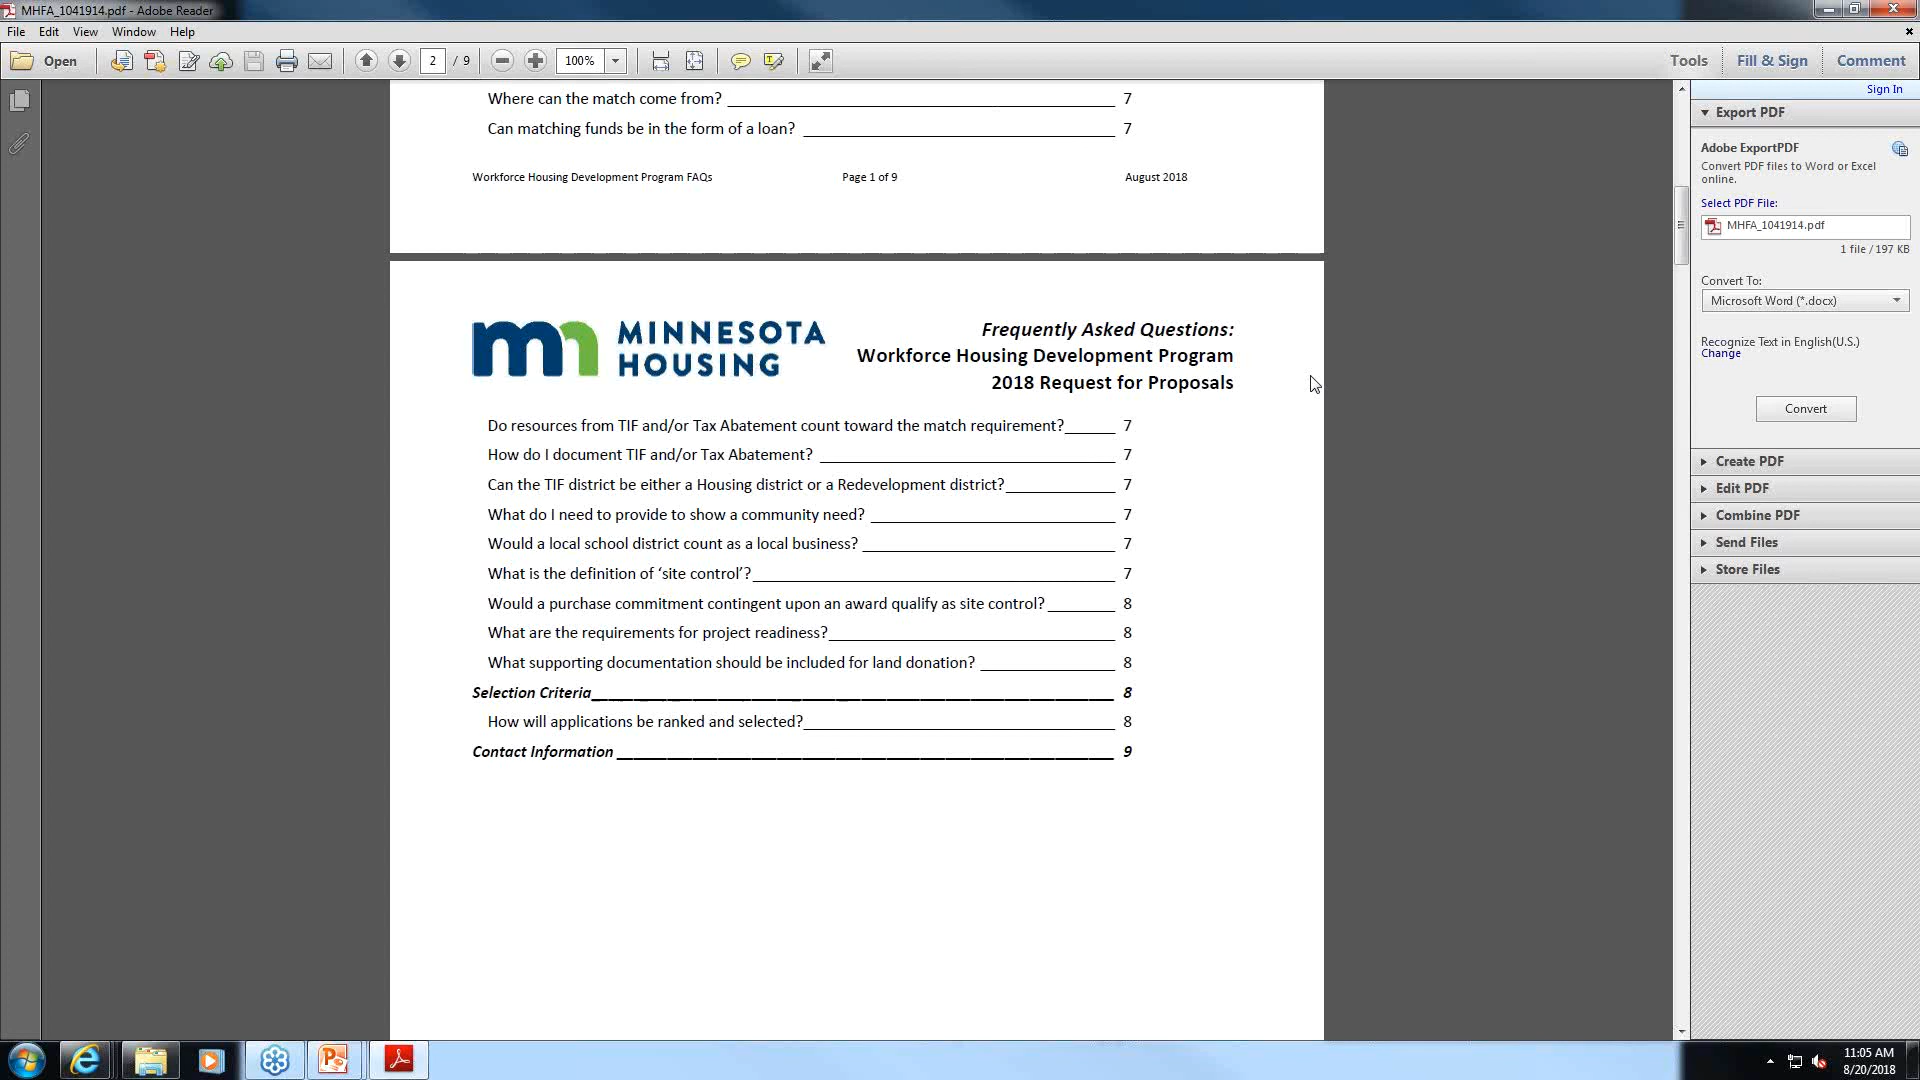 MHFA_1041914.pdf - Adobe Reader
File Edit View Window Help
Open 2 / 9 100% Tools Fill & Sign Comment
Sign In
Where can the match come from? 7
Can matching funds be in the form of a loan? 7
Workforce Housing Development Program FAQs Page 1 of 9 August 2018
MINNESOTA
HOUSING
Frequently Asked Questions:
Workforce Housing Development Program
2018 Request for Proposals
Do resources from TIF and/or Tax Abatement count toward the match requirement? 7
How do I document TIF and/or Tax Abatement? 7
Can the TIF district be either a Housing district or a Redevelopment district? 7
What do I need to provide to show a community need? 7
Would a local school district count as a local business? 7
What is the definition of ‘site control’? 7
Would a purchase commitment contingent upon an award qualify as site control? 8
What are the requirements for project readiness? 8
What supporting documentation should be included for land donation? 8
Selection Criteria 8
How will applications be ranked and selected? 8
Contact Information 9
Export PDF
Adobe ExportPDF
Convert PDF files to Word or Excel
online.
Select PDF File:
MHFA_1041914.pdf
1 file / 197 KB
Convert To:
Microsoft Word (*.docx)
Recognize Text in English(U.S.)
Change
Convert
Create PDF
Edit PDF
Combine PDF
Send Files
Store Files
11:05 AM
8/20/2018